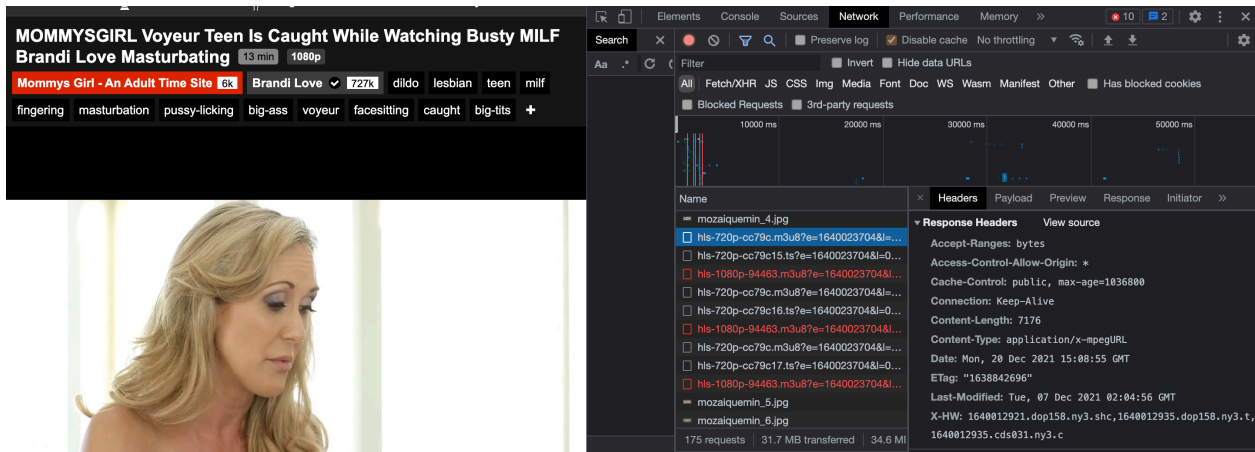 MOMMYSGIRL Voyeur Teen Is Caught While Watching Busty MILF
Brandi Love Masturbating 13 min 1080p
Mommys Girl - An Adult Time Site 6k Brandi Love 727k dildo lesbian teen milf
fingering masturbation pussy-licking big-ass voyeur facesitting caught big-tits +
Elements Console Sources Network Performance Memory » 10 2
Search Preserve log Disable cache No throttling
Aa .* Filter Invert Hide data URLs
All Fetch/XHR JS CSS Img Media Font Doc WS Wasm Manifest Other Has blocked cookies
Blocked Requests 3rd-party requests
10000 ms 20000 ms 30000 ms 40000 ms 50000 ms
Name
mozaiquemin_4.jpg
hls-720p-cc79c.m3u8?e=1640023704&l=...
hls-720p-cc79c15.ts?e=1640023704&l=0...
hls-1080p-94463.m3u8?e=1640023704&l...
hls-720p-cc79c.m3u8?e=1640023704&l=...
hls-720p-cc79c16.ts?e=1640023704&l=0...
hls-1080p-94463.m3u8?e=1640023704&l...
hls-720p-cc79c.m3u8?e=1640023704&l=...
hls-720p-cc79c17.ts?e=1640023704&l=0...
hls-1080p-94463.m3u8?e=1640023704&l...
mozaiquemin_5.jpg
mozaiquemin_6.jpg
175 requests 31.7 MB transferred 34.6 MI
× Headers Payload Preview Response Initiator »
Response Headers View source
Accept-Ranges: bytes
Access-Control-Allow-Origin: *
Cache-Control: public, max-age=1036800
Connection: Keep-Alive
Content-Length: 7176
Content-Type: application/x-mpegURL
Date: Mon, 20 Dec 2021 15:08:55 GMT
ETag: "1638842696"
Last-Modified: Tue, 07 Dec 2021 02:04:56 GMT
X-HW: 1640012921.dop158.ny3.shc,1640012935.dop158.ny3.t,
1640012935.cds031.ny3.c